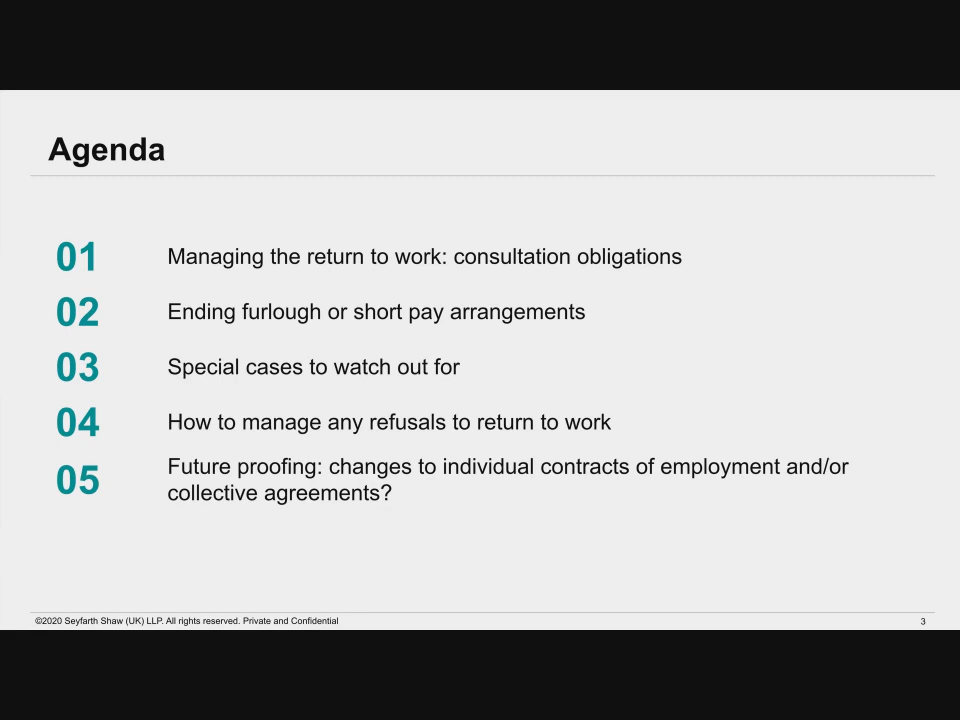 Agenda
01 Managing the return to work: consultation obligations
02 Ending furlough or short pay arrangements
03 Special cases to watch out for
04 How to manage any refusals to return to work
05 Future proofing: changes to individual contracts of employment and/or
collective agreements?
©2020 Seyfarth Shaw (UK) LLP. All rights reserved. Private and Confidential 3